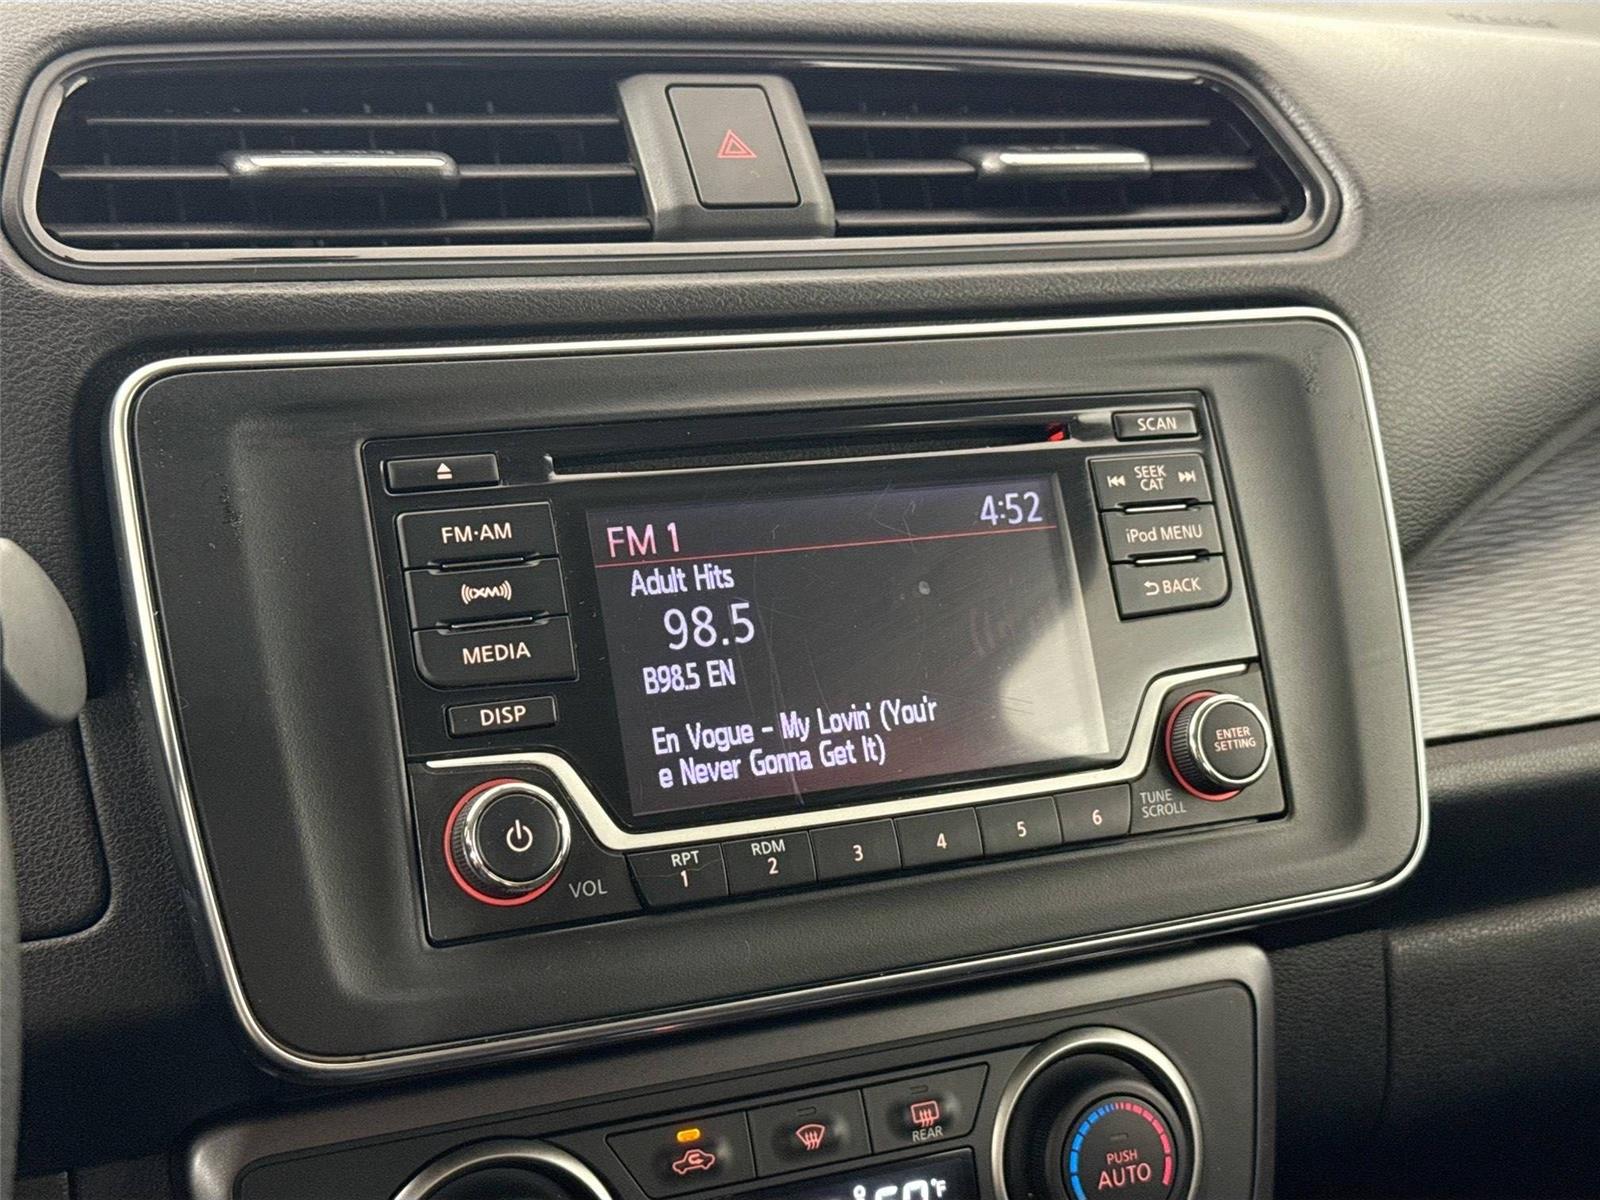 SCAN
SEEK
CAT
FM·AM
iPod MENU
XM
BACK
MEDIA
DISP
FM 1
4:52
Adult Hits
98.5
B98.5 EN
En Vogue - My Lovin' (You'r
e Never Gonna Get It)
ENTER
SETTING
TUNE
SCROLL
VOL
RPT
1
RDM
2
3
4
5
6
REAR
PUSH
AUTO
°F